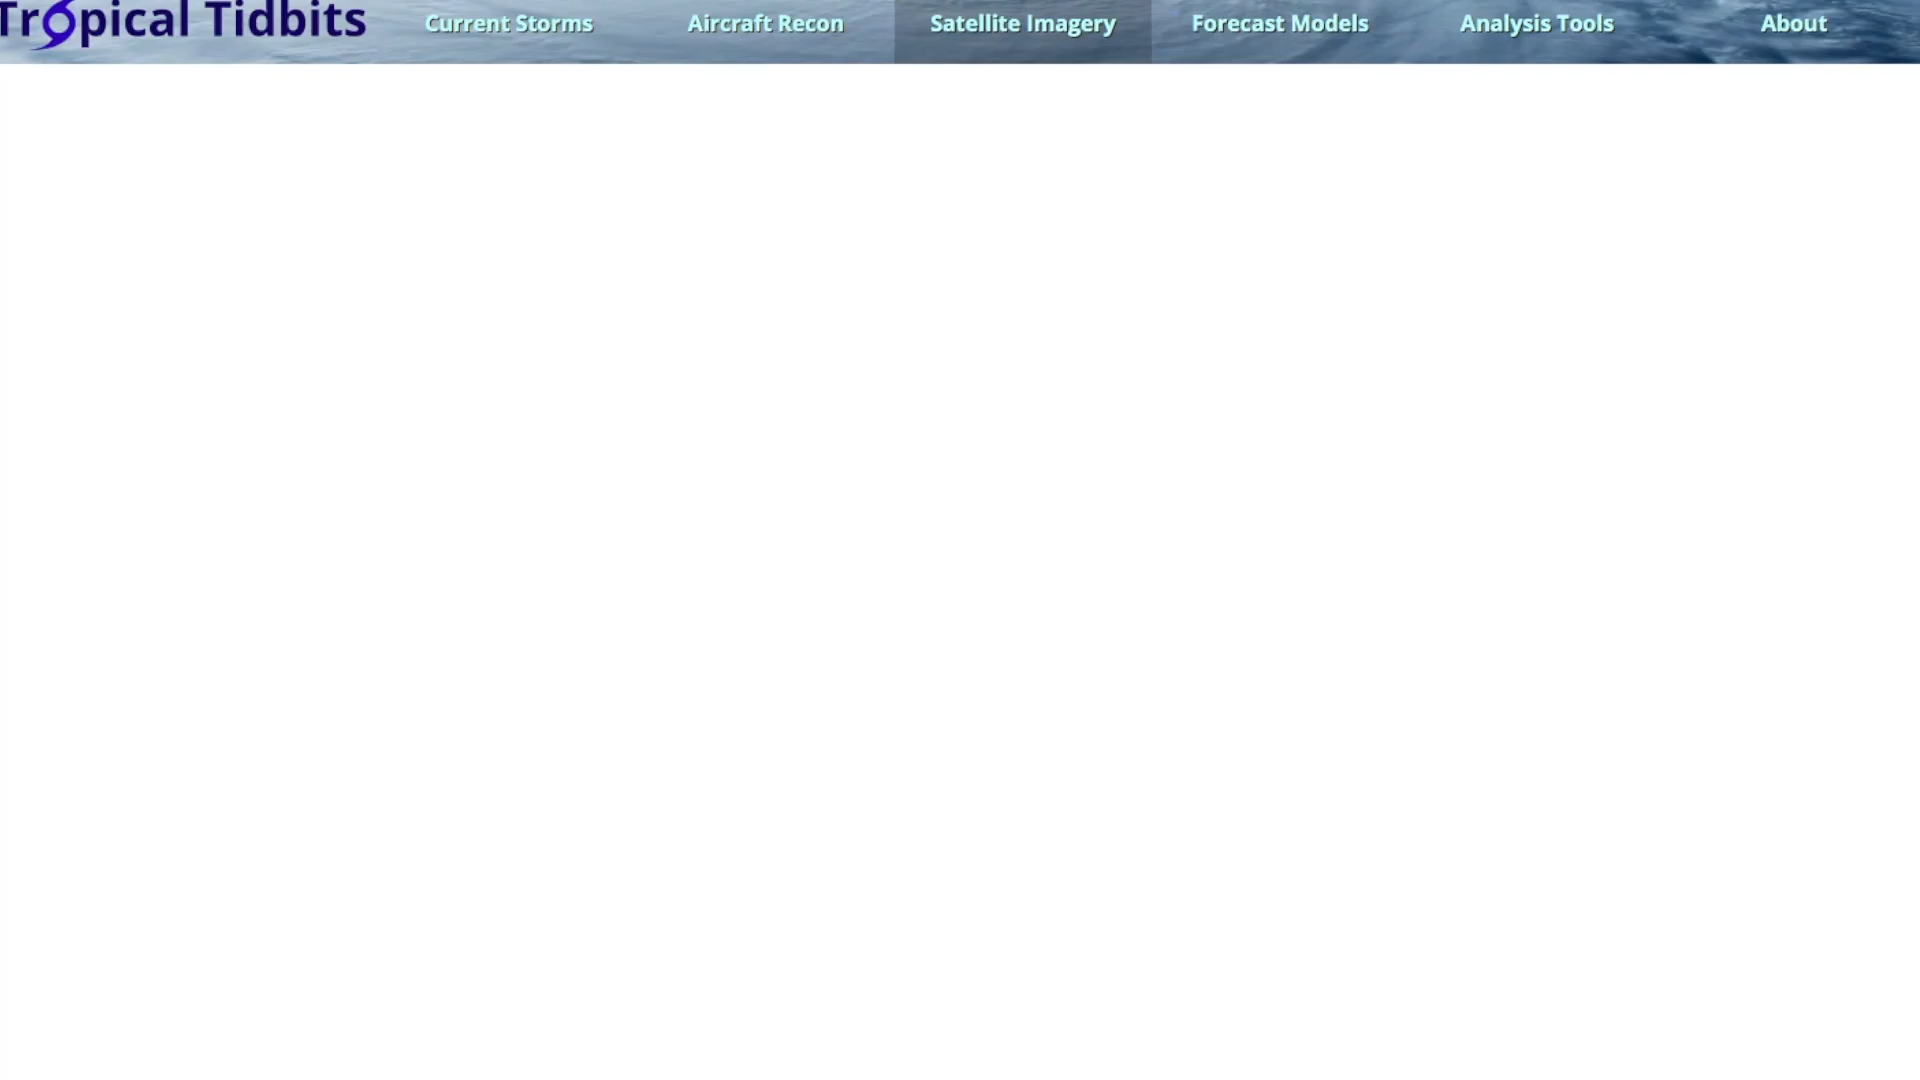 Tropical Tidbits
Current Storms
Aircraft Recon
Satellite Imagery
Forecast Models
Analysis Tools
About